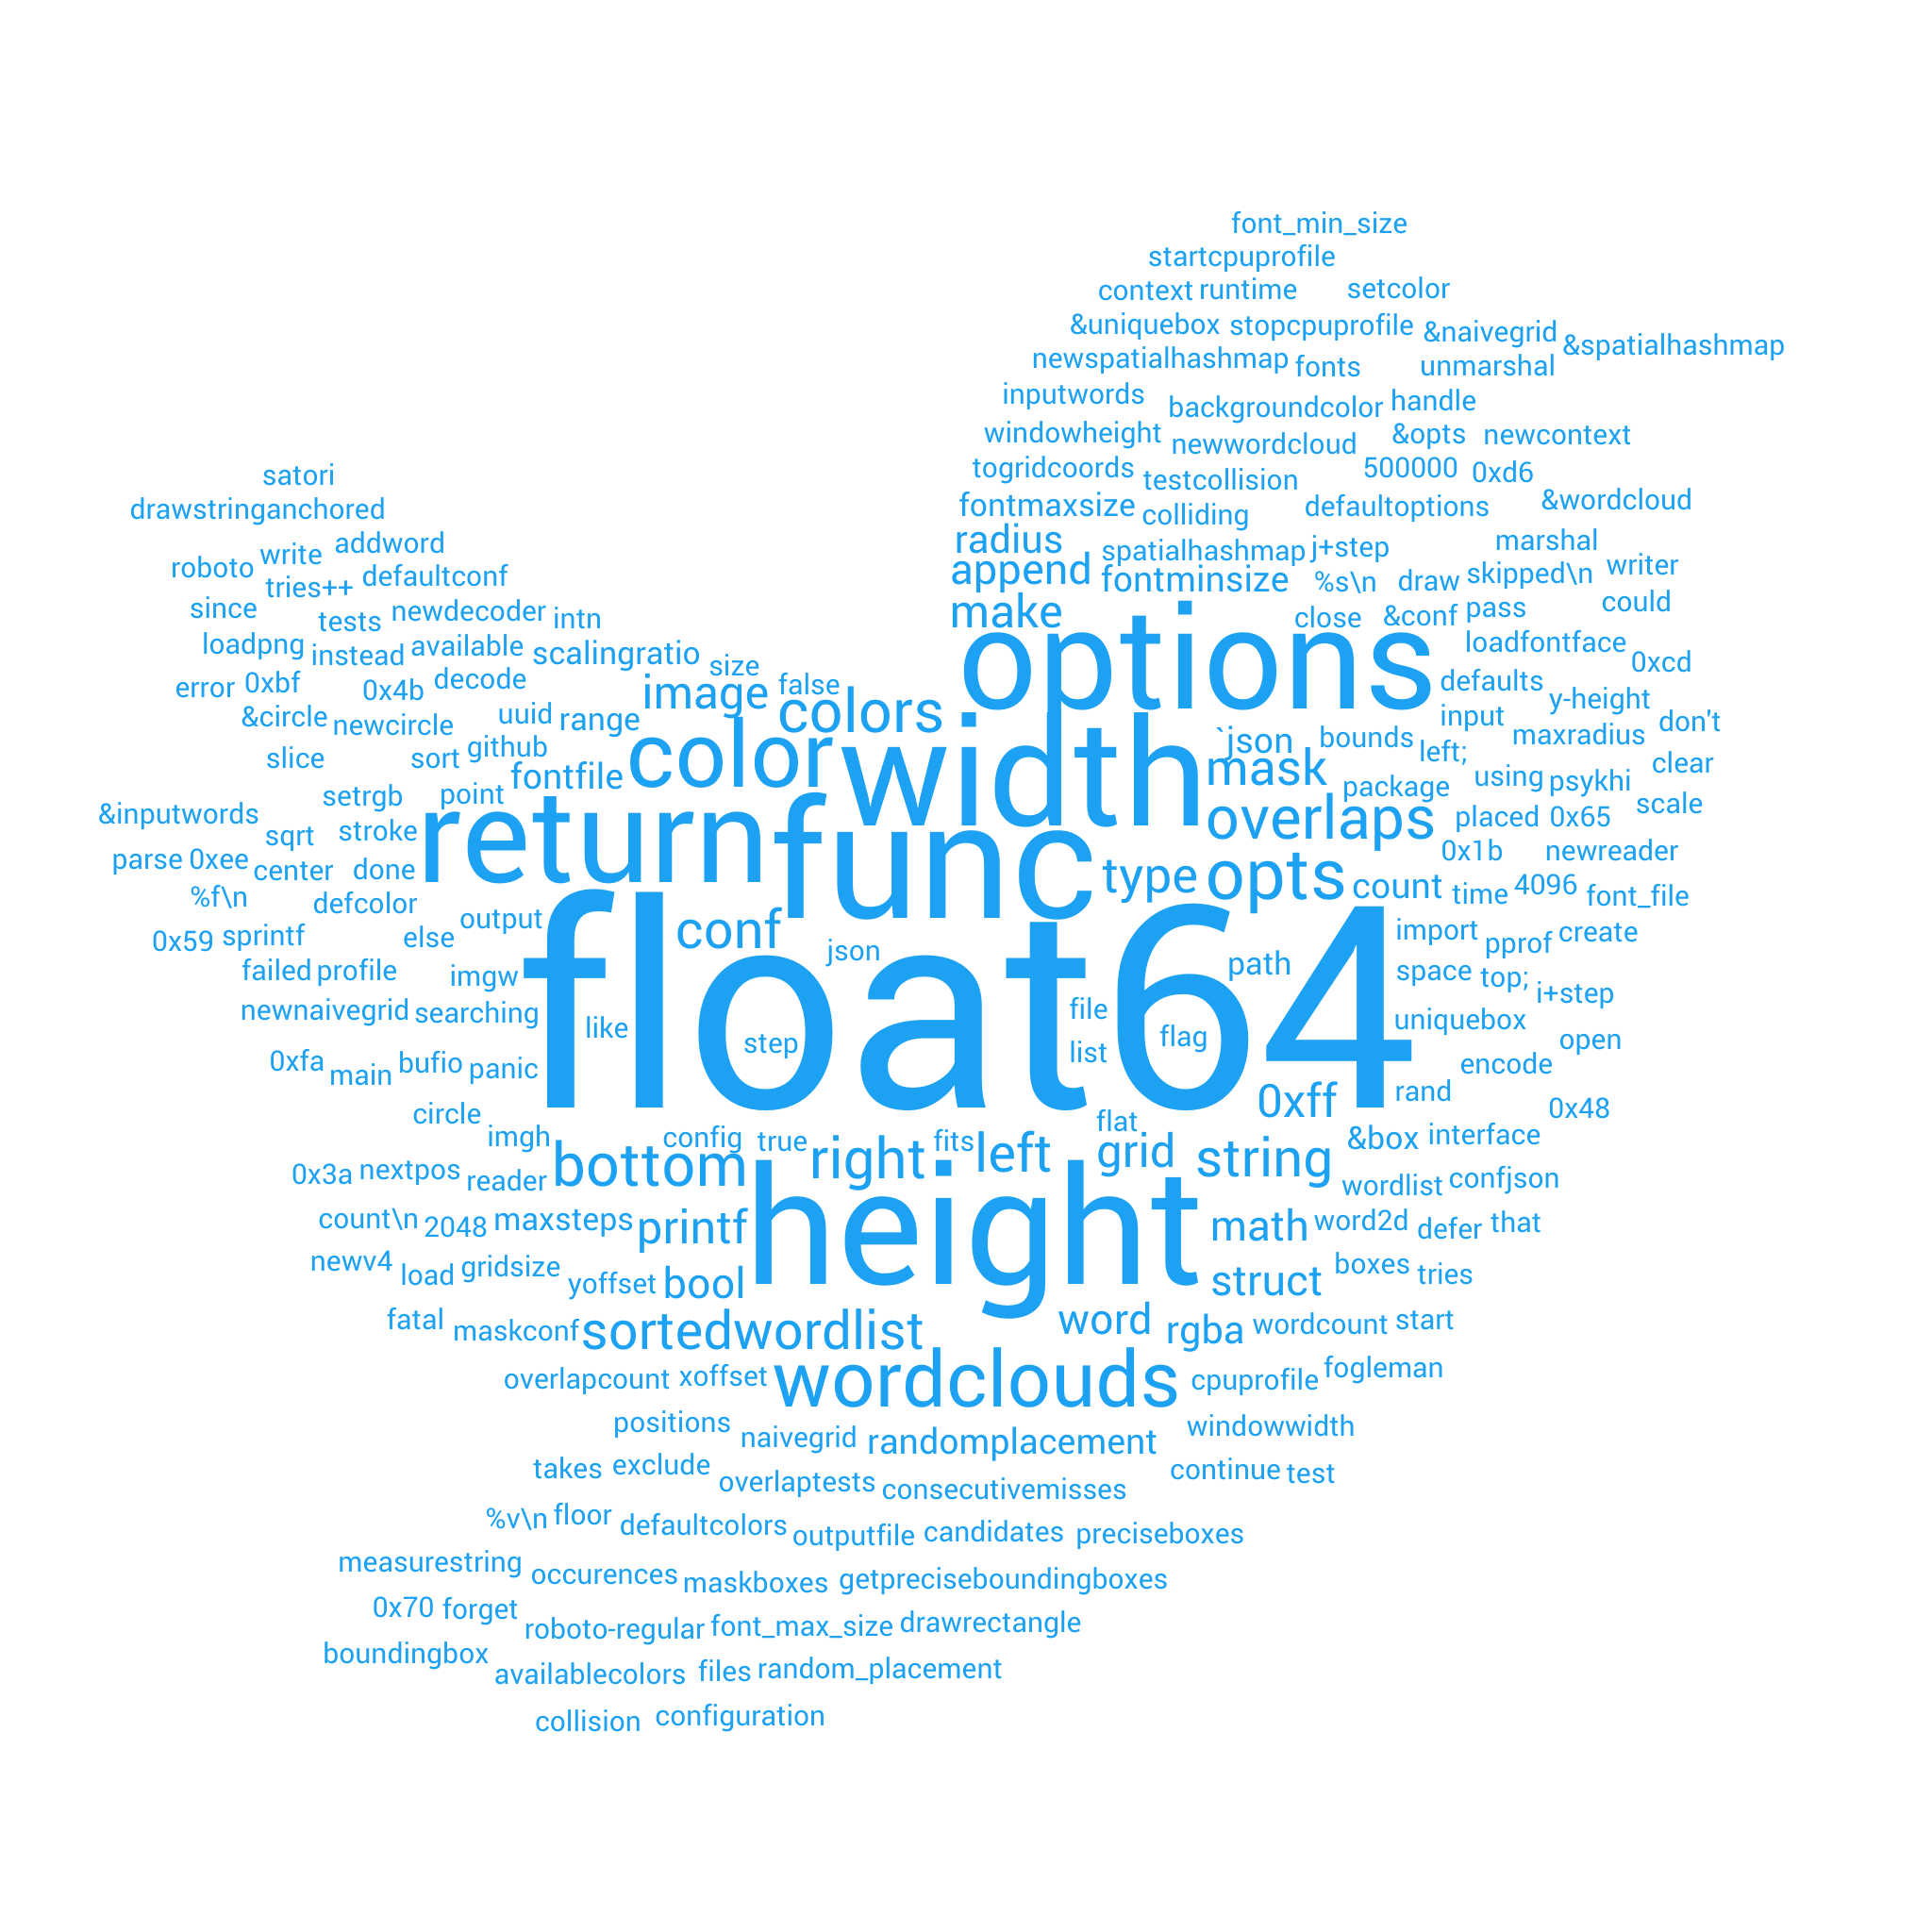 font_min_size
startcpuprofile
context runtime setcolor
&uniquebox stopcpuprofile &naivegrid &spatialhashmap
newspatialhashmap fonts unmarshal
inputwords backgroundcolor handle
windowheight newwordcloud &opts newcontext
togridcoords testcollision 500000 0xd6
satori
drawstringanchored fontmaxsize colliding defaultoptions &wordcloud
addword radius spatialhashmap j+step marshal
roboto write append fontminsize %s\n draw skipped\n writer
tries++ defaultconf
since tests newdecoder intn make close &conf pass could
loadpng instead available scalingratio size options loadfontface 0xcd
error 0xbf 0x4b decode image false colors defaults y-height
&circle newcircle uuid range input maxradius don't
slice sort github color width `json bounds left; clear
fontfile mask package using psykhi
setrgb point
&inputwords sqrt stroke return func overlaps placed 0x65 scale
parse 0xee center done type opts count 0x1b newreader
%f\n defcolor time 4096 font_file
0x59 sprintf else output conf json import pprof create
failed profile imgw path space top; i+step
newnaivegrid searching like float64 file uniquebox
step list flag open
0xfa main bufio panic 0xff rand encode
circle flat 0x48
imgh config true fits &box interface
0x3a nextpos reader bottom right left grid string wordlist confjson
count\n 2048 maxsteps printf height math word2d defer that
newv4 load gridsize yoffset bool struct boxes tries
fatal maskconf sortedwordlist word rgba wordcount start
overlapcount xoffset wordclouds cpuprofile fogleman
positions naivegrid randomplacement windowwidth
takes exclude overlaptests consecutivemisses continue test
%v\n floor defaultcolors outputfile candidates preciseboxes
measurestring occurences maskboxes getpreciseboundingboxes
0x70 forget roboto-regular font_max_size drawrectangle
boundingbox availablecolors files random_placement
collision configuration